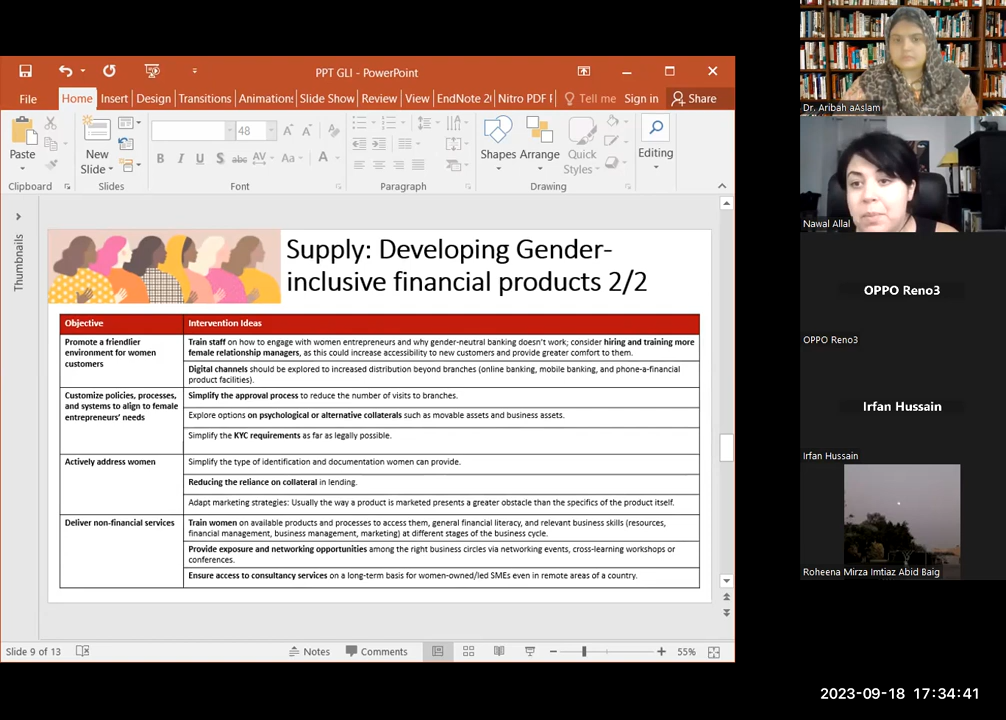 PPT GLI - PowerPoint
File Home Insert Design Transitions Animations Slide Show Review View EndNote 20 Nitro PDF Tell me Sign in Share
48
Paste
New
Slide
Shapes Arrange Quick
Styles
Editing
Clipboard Slides Font Paragraph Drawing
Thumbnails
Supply: Developing Gender-
inclusive financial products 2/2
Objective Intervention Ideas
Promote a friendlier
environment for women
customers
Train staff on how to engage with women entrepreneurs and why gender-neutral banking doesn't work; consider hiring and training more
female relationship managers, as this could increase accessibility to new customers and provide greater comfort to them.
Digital channels should be explored to increased distribution beyond branches (online banking, mobile banking, and phone-a-financial
product facilities).
Customize policies, processes,
and systems to align to female
entrepreneurs' needs
Simplify the approval process to reduce the number of visits to branches.
Explore options on psychological or alternative collaterals such as movable assets and business assets.
Simplify the KYC requirements as far as legally possible.
Actively address women
Simplify the type of identification and documentation women can provide.
Reducing the reliance on collateral in lending.
Adapt marketing strategies: Usually the way a product is marketed presents a greater obstacle than the specifics of the product itself.
Deliver non-financial services
Train women on available products and processes to access them, general financial literacy, and relevant business skills (resources,
financial management, business management, marketing) at different stages of the business cycle.
Provide exposure and networking opportunities among the right business circles via networking events, cross-learning workshops or
conferences.
Ensure access to consultancy services on a long-term basis for women-owned/led SMEs even in remote areas of a country.
Slide 9 of 13 Notes Comments 55%
Dr. Aribah aAslam
Nawal Allal
OPPO Reno3
OPPO Reno3
Irfan Hussain
Irfan Hussain
Roheena Mirza Imtiaz Abid Baig
2023-09-18 17:34:41